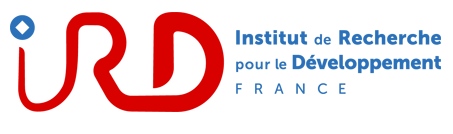 iRD
Institut de Recherche
pour le Développement
FRANCE